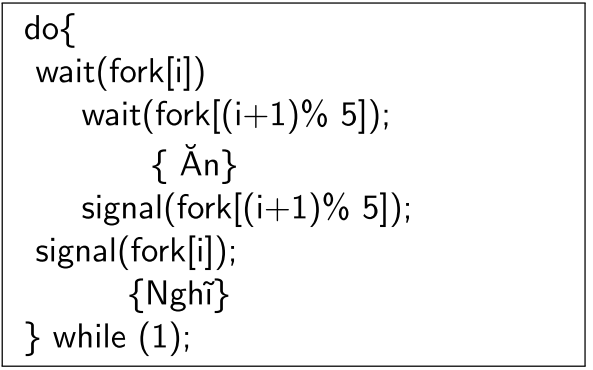 do{
wait(fork[i])
wait(fork[(i+1)% 5]);
{ Ăn}
signal(fork[(i+1)% 5]);
signal(fork[i]);
{Nghĩ}
} while (1);